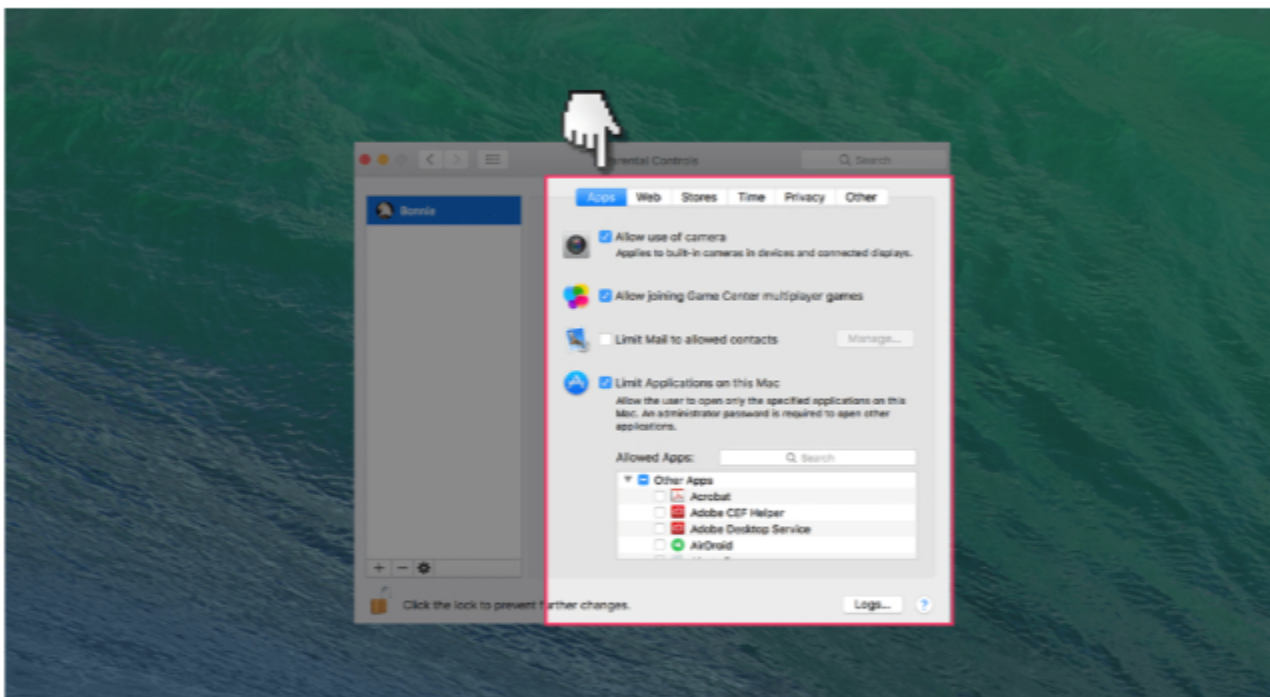 Parental Controls
Search
Bonnie
Apps Web Stores Time Privacy Other
Allow use of camera
Applies to built-in cameras in devices and connected displays.
Allow joining Game Center multiplayer games
Limit Mail to allowed contacts
Manage...
Limit Applications on this Mac
Allow the user to open only the specified applications on this
Mac. An administrator password is required to open other
applications.
Allowed Apps:
Search
Other Apps
Acrobat
Adobe CEF Helper
Adobe Desktop Service
AirDroid
Click the lock to prevent further changes.
Logs...
?